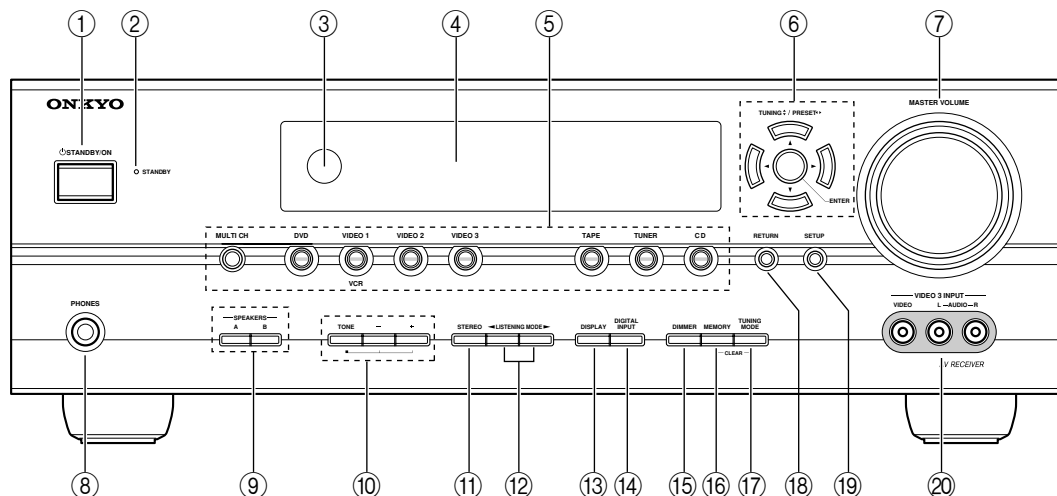 ① ② ③ ④ ⑤ ⑥ ⑦
ONKYO
⏻STANDBY/ON
STANDBY
TUNING / PRESET
ENTER
MASTER VOLUME
MULTI CH DVD VIDEO 1 VIDEO 2 VIDEO 3 TAPE TUNER CD
VCR
RETURN SETUP
PHONES
SPEAKERS
A B
TONE − +
STEREO ◄LISTENING MODE►
DISPLAY DIGITAL INPUT
DIMMER MEMORY TUNING MODE
CLEAR
VIDEO 3 INPUT
VIDEO L AUDIO R
V RECEIVER
⑧ ⑨ ⑩ ⑪ ⑫ ⑬ ⑭ ⑮ ⑯ ⑰ ⑱ ⑲ ⑳